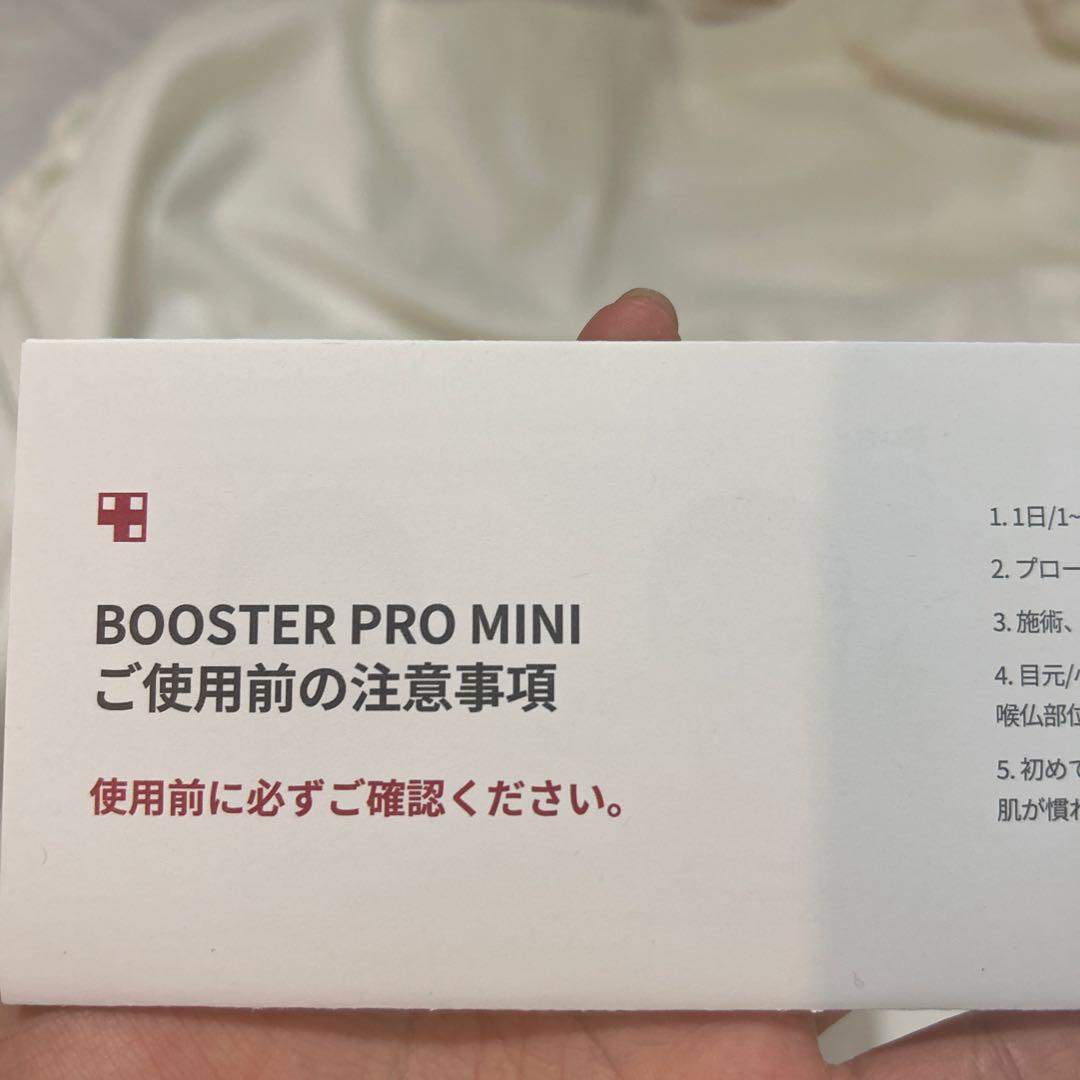 BOOSTER PRO MINI
ご使用前の注意事項
使用前に必ずご確認ください。
1. 1日/1~
2. プロー
3. 施術、
4. 目元/
喉仏部位
5. 初めて
肌が慣れ